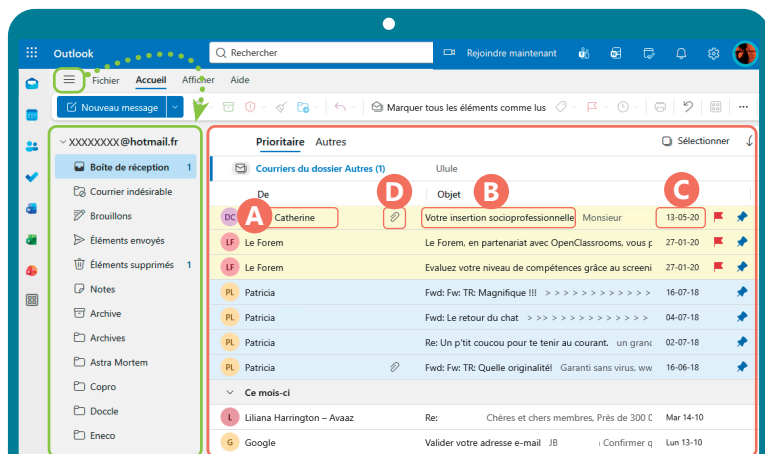 Outlook
Rechercher
Rejoindre maintenant
Fichier Accueil Afficher Aide
Nouveau message
Marquer tous les éléments comme lus
XXXXXXXX@hotmail.fr
Boîte de réception 1
Courrier indésirable
Brouillons
Éléments envoyés
Éléments supprimés 1
Notes
Archive
Archives
Astra Mortem
Copro
Doccle
Eneco
Prioritaire Autres
Sélectionner
Courriers du dossier Autres (1) Ulule
De D Objet B C
DC A Catherine Votre insertion socioprofessionnelle Monsieur 13-05-20
LF Le Forem Le Forem, en partenariat avec OpenClassrooms, vous p 27-01-20
LF Le Forem Evaluez votre niveau de compétences grâce au screeni 27-01-20
PL Patricia Fwd: Fw: TR: Magnifique !!! > > > > > > > > > > > > 16-07-18
PL Patricia Fwd: Le retour du chat > > > > > > > > > > > > > 04-07-18
PL Patricia Re: Un p'tit coucou pour te tenir au courant. un granc 02-07-18
PL Patricia Fwd: Fw: TR: Quelle originalité! Garanti sans virus. ww 16-06-18
Ce mois-ci
L Liliana Harrington – Avaaz Re: Chères et chers membres, Près de 300 0 Mar 14-10
G Google Valider votre adresse e-mail JB Confirmer q Lun 13-10